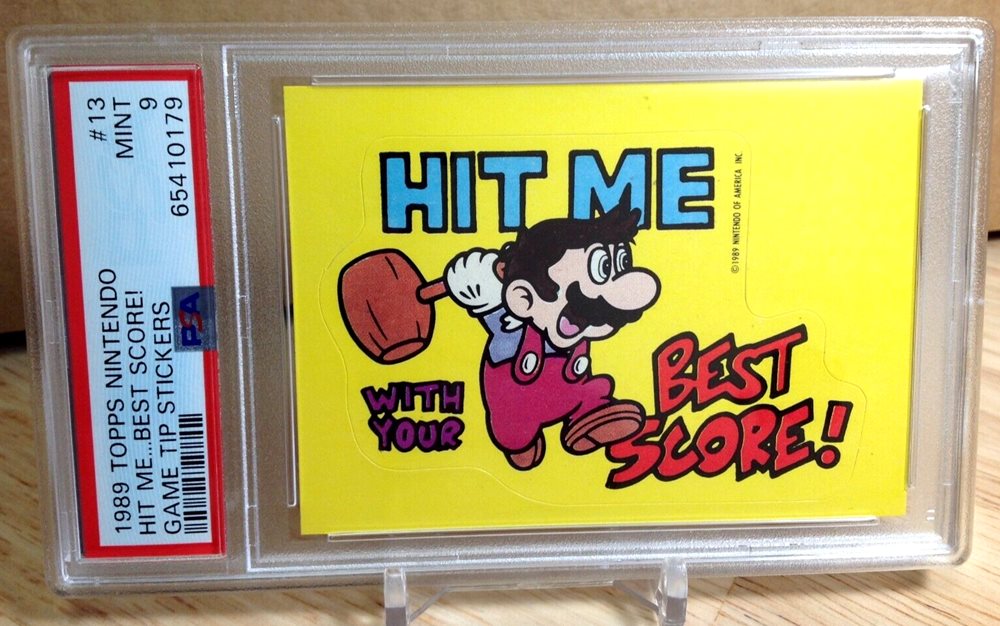 1989 TOPPS NINTENDO #13
HIT ME...BEST SCORE! MINT
GAME TIP STICKERS 9
65410179
PSA
HIT ME
WITH
YOUR
BEST
SCORE!
©1989 NINTENDO OF AMERICA INC.